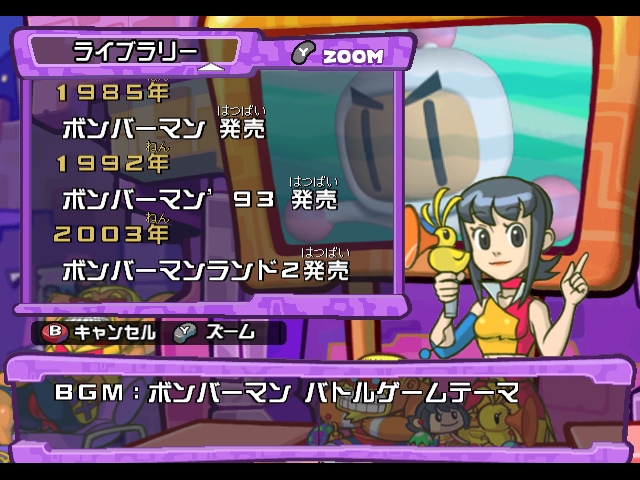 ライブラリー
Y ZOOM
ねん
1985年
はつばい
ボンバーマン 発売
ねん
1992年
はつばい
ボンバーマン’93 発売
ねん
2003年
はつばい
ボンバーマンランド2発売
B キャンセル Y ズーム
BGM:ボンバーマン バトルゲームテーマ